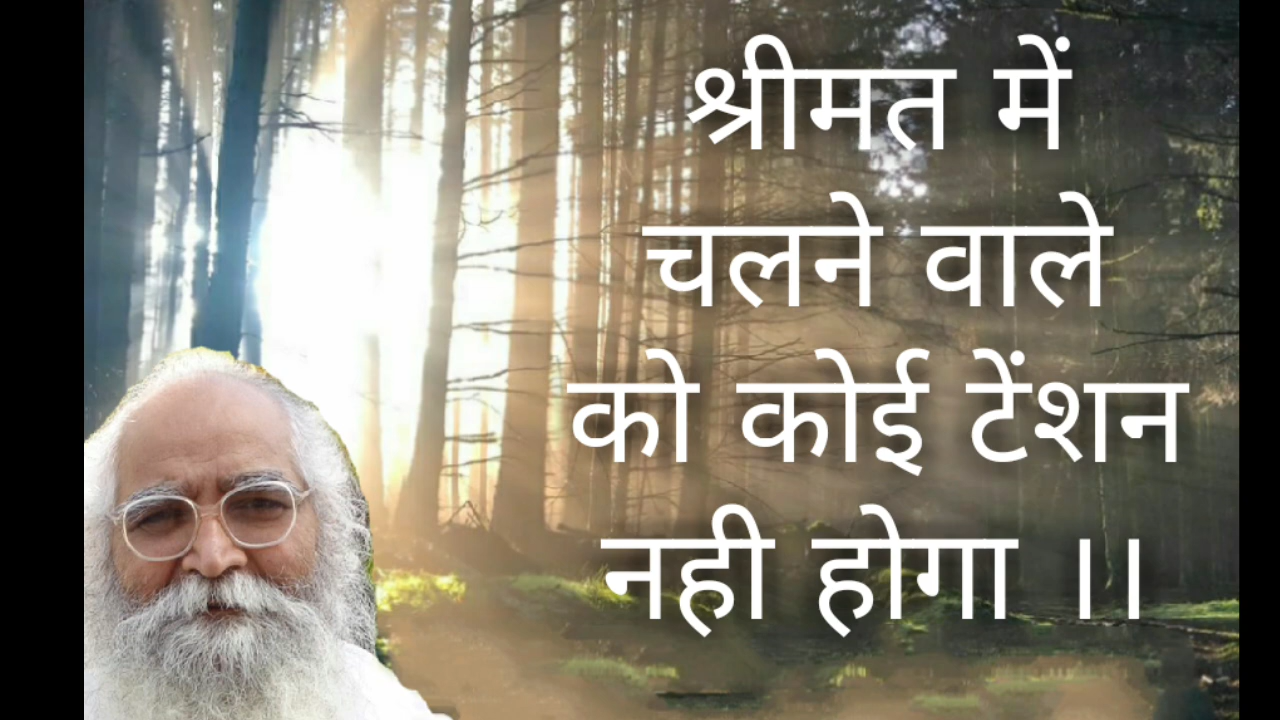 श्रीमत में
चलने वाले
को कोई टेंशन
नही होगा ।।